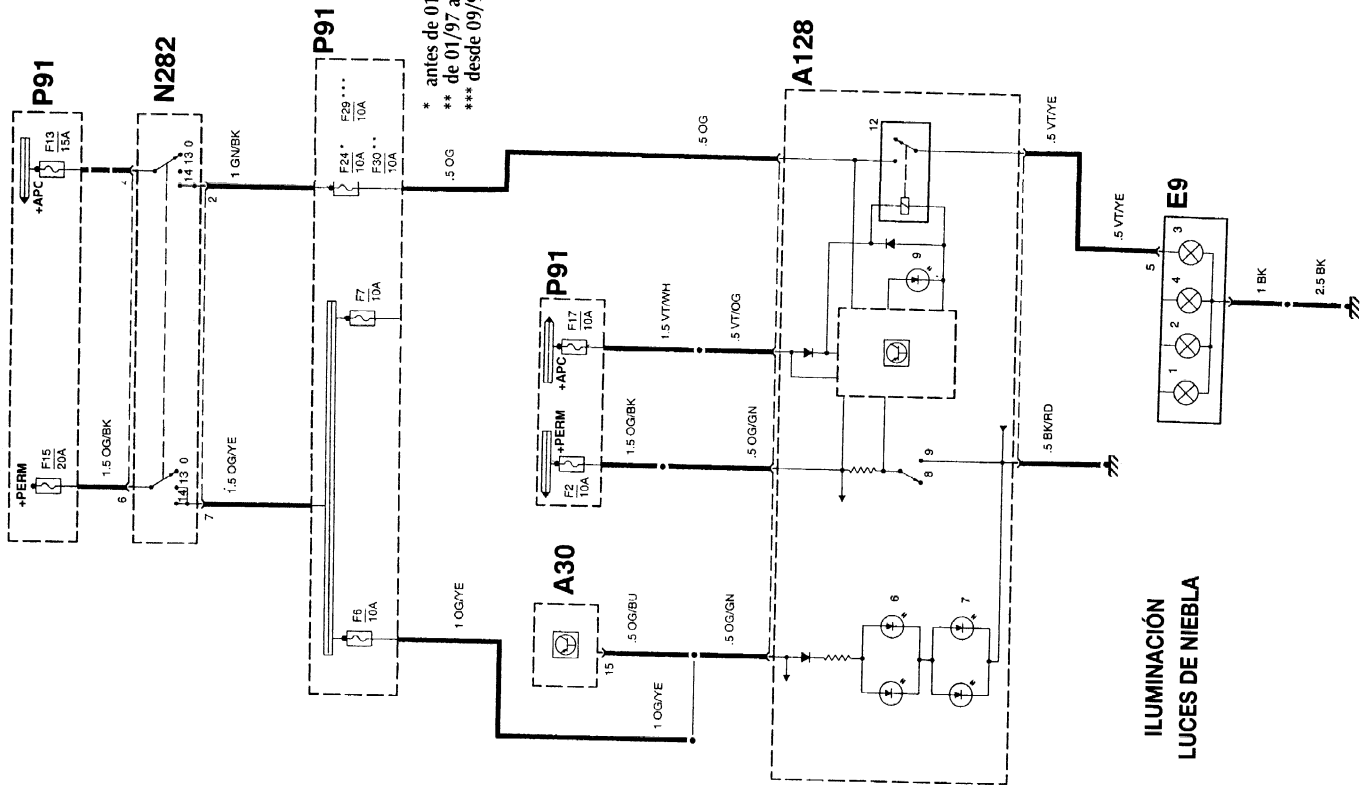 P91
+PERM
F15
20A
+APC
F13
15A
1.5 OG/BK
6
N282
14 13 0
14 13 0
7
2
1.5 OG/YE
1 GN/BK
P91
F6
10A
F7
10A
F24*
10A
F29***
10A
F30**
10A
* antes de 01
** de 01/97 a
*** desde 09/9
1 OG/YE
.5 OG
1 OG/YE
A30
15
.5 OG/BU
.5 OG/GN
P91
+PERM
F2
10A
+APC
F17
10A
1.5 OG/BK
1.5 VT/WH
.5 OG/GN
.5 VT/OG
.5 OG
A128
12
9
8
9
6
7
.5 BK/RD
.5 VT/YE
.5 VT/YE
E9
5
1
2
4
3
1 BK
2.5 BK
ILUMINACIÓN
LUCES DE NIEBLA